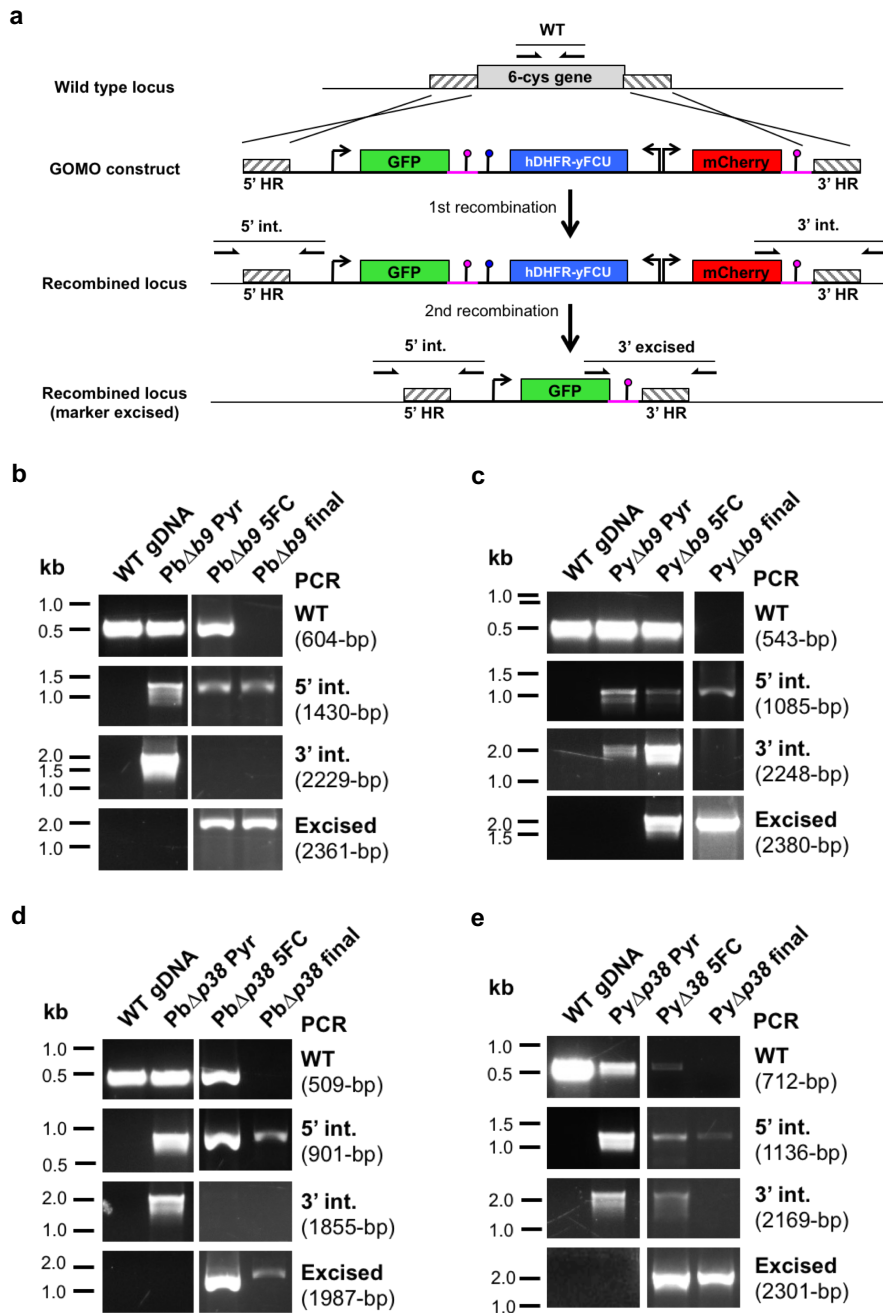 a
WT
Wild type locus
6-cys gene
GOMO construct
GFP
hDHFR-yFCU
mCherry
5’ HR
3’ HR
1st recombination
5’ int.
3’ int.
Recombined locus
GFP
hDHFR-yFCU
mCherry
5’ HR
3’ HR
2nd recombination
5’ int.
3’ excised
Recombined locus
(marker excised)
GFP
5’ HR
3’ HR
b
kb
WT gDNA
PbΔb9 Pyr
PbΔb9 5FC
PbΔb9 final
PCR
1.0
0.5
WT
(604-bp)
1.5
1.0
5’ int.
(1430-bp)
2.0
1.5
1.0
3’ int.
(2229-bp)
2.0
1.0
Excised
(2361-bp)
c
kb
WT gDNA
PyΔb9 Pyr
PyΔb9 5FC
PyΔb9 final
PCR
1.0
0.5
WT
(543-bp)
1.5
1.0
5’ int.
(1085-bp)
2.0
1.0
3’ int.
(2248-bp)
2.0
1.5
Excised
(2380-bp)
d
kb
WT gDNA
PbΔp38 Pyr
PbΔp38 5FC
PbΔp38 final
PCR
1.0
0.5
WT
(509-bp)
1.0
0.5
5’ int.
(901-bp)
2.0
1.0
3’ int.
(1855-bp)
2.0
1.0
Excised
(1987-bp)
e
kb
WT gDNA
PyΔp38 Pyr
PyΔ38 5FC
PyΔp38 final
PCR
1.0
0.5
WT
(712-bp)
1.5
1.0
5’ int.
(1136-bp)
2.0
1.0
3’ int.
(2169-bp)
2.0
1.0
Excised
(2301-bp)